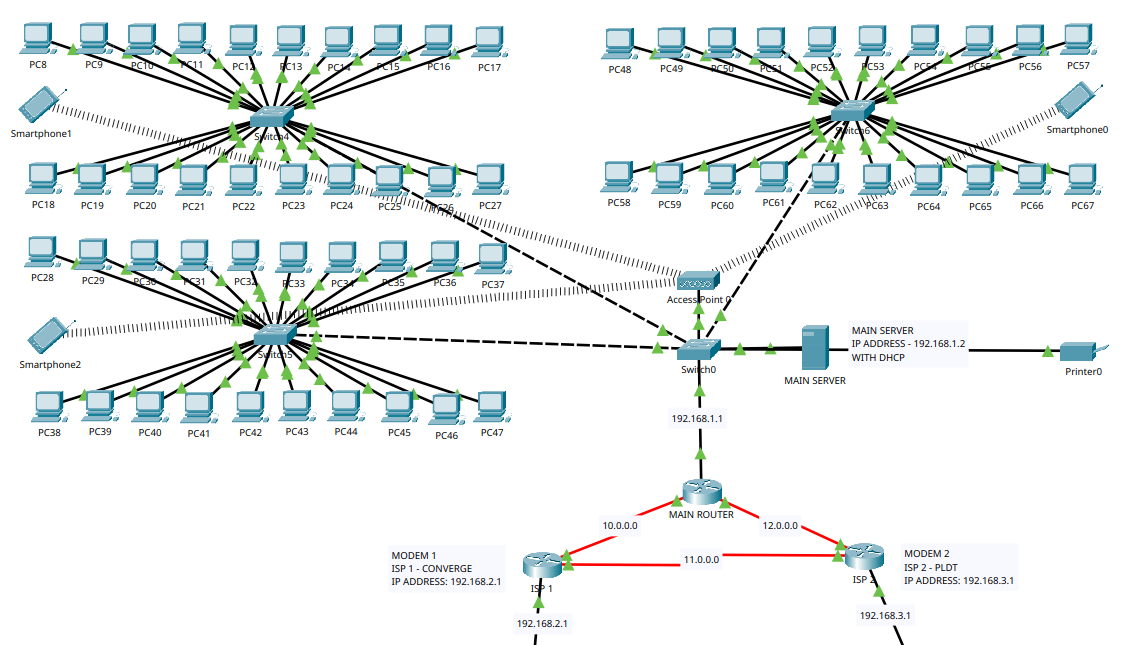 PC8 PC9 PC10 PC11 PC12 PC13 PC14 PC15 PC16 PC17
Smartphone1
Switch4
PC18 PC19 PC20 PC21 PC22 PC23 PC24 PC25 PC26 PC27
PC48 PC49 PC50 PC51 PC52 PC53 PC54 PC55 PC56 PC57
Smartphone0
Switch6
PC58 PC59 PC60 PC61 PC62 PC63 PC64 PC65 PC66 PC67
PC28 PC29 PC30 PC31 PC32 PC33 PC34 PC35 PC36 PC37
Smartphone2
Switch5
PC38 PC39 PC40 PC41 PC42 PC43 PC44 PC45 PC46 PC47
Access Point 0
Switch0
MAIN SERVER
MAIN SERVER
IP ADDRESS - 192.168.1.2
WITH DHCP
Printer0
192.168.1.1
MAIN ROUTER
10.0.0.0
12.0.0.0
11.0.0.0
MODEM 1
ISP 1 - CONVERGE
IP ADDRESS: 192.168.2.1
ISP 1
192.168.2.1
ISP 2
MODEM 2
ISP 2 - PLDT
IP ADDRESS: 192.168.3.1
192.168.3.1